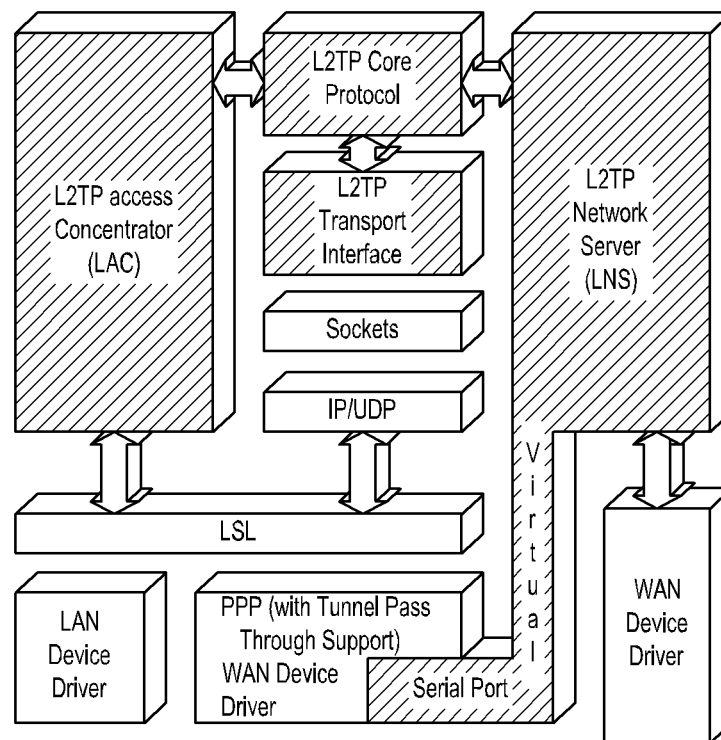 L2TP access
Concentrator
(LAC)
L2TP Core
Protocol
L2TP
Transport
Interface
L2TP
Network
Server
(LNS)
Sockets
IP/UDP
LSL
Virtual
Serial Port
LAN
Device
Driver
PPP (with Tunnel Pass
Through Support)
WAN Device
Driver
WAN
Device
Driver